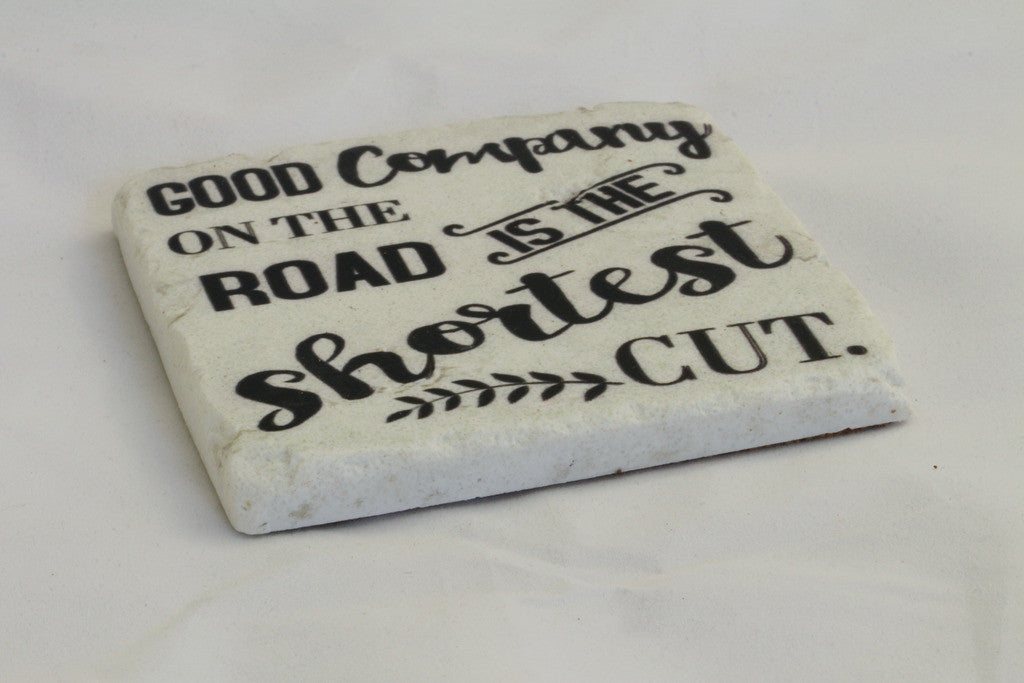 GOOD Company
ON THE
ROAD IS THE
shortest
CUT.